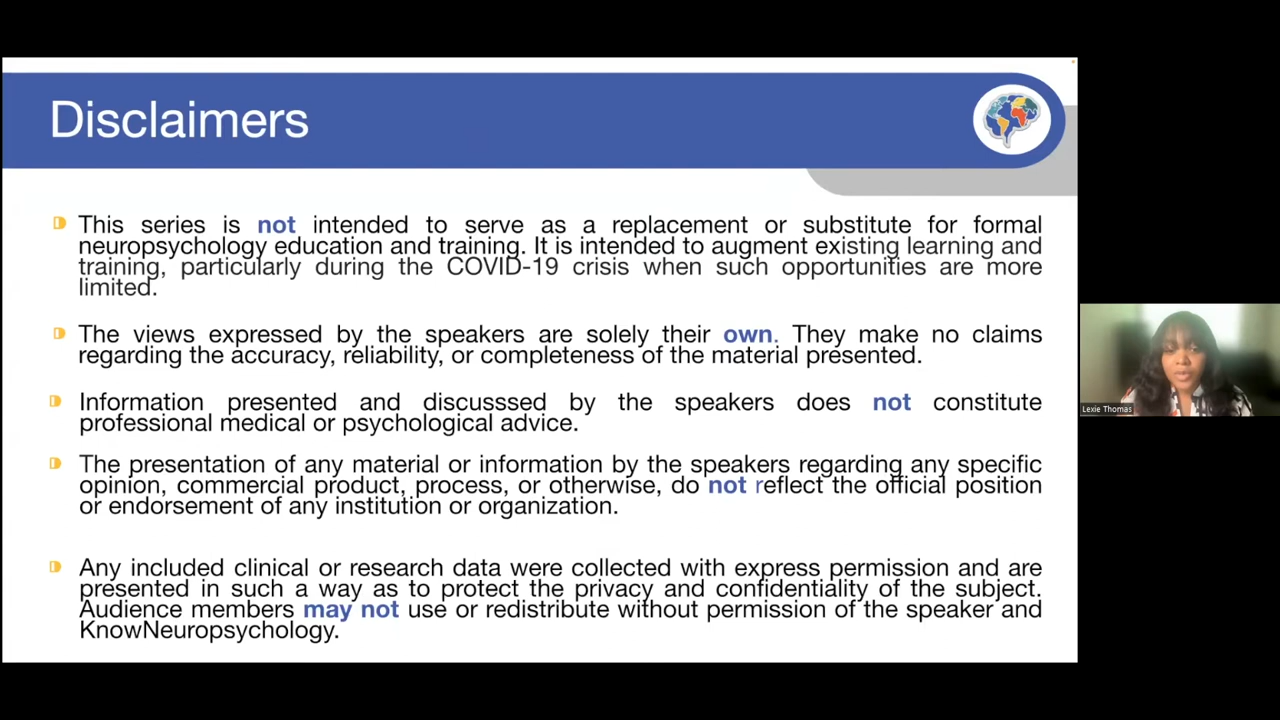 Disclaimers
This series is not intended to serve as a replacement or substitute for formal
neuropsychology education and training. It is intended to augment existing learning and
training, particularly during the COVID-19 crisis when such opportunities are more
limited.
The views expressed by the speakers are solely their own. They make no claims
regarding the accuracy, reliability, or completeness of the material presented.
Information presented and discusssed by the speakers does not constitute
professional medical or psychological advice.
The presentation of any material or information by the speakers regarding any specific
opinion, commercial product, process, or otherwise, do not reflect the official position
or endorsement of any institution or organization.
Any included clinical or research data were collected with express permission and are
presented in such a way as to protect the privacy and confidentiality of the subject.
Audience members may not use or redistribute without permission of the speaker and
KnowNeuropsychology.
Lexie Thomas